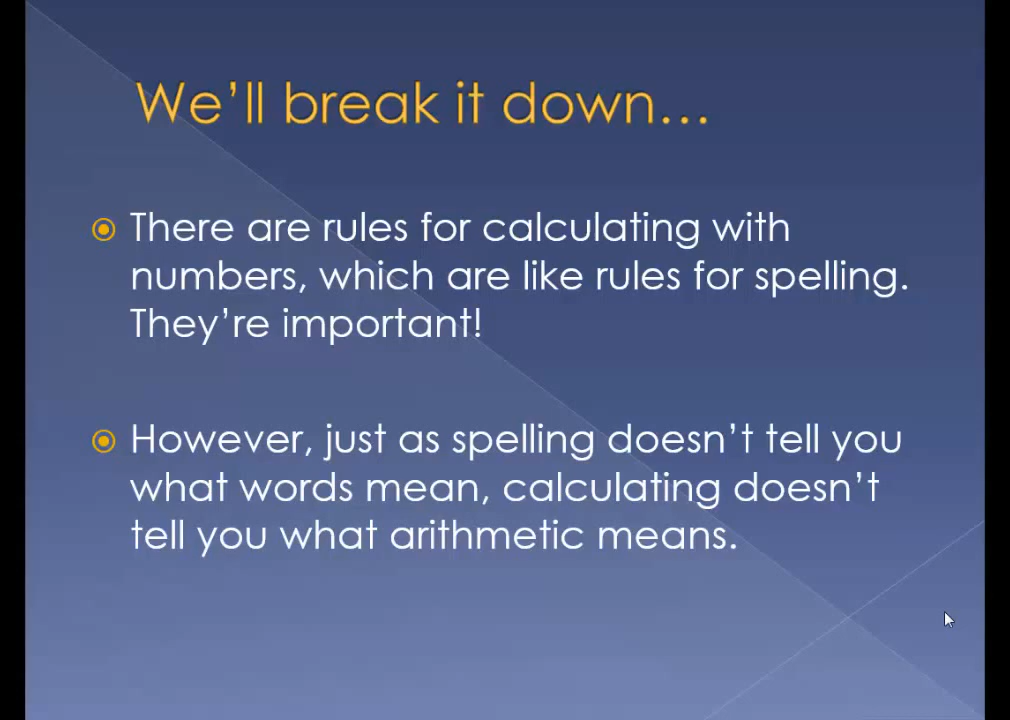 We’ll break it down…
There are rules for calculating with
numbers, which are like rules for spelling.
They’re important!
However, just as spelling doesn’t tell you
what words mean, calculating doesn’t
tell you what arithmetic means.